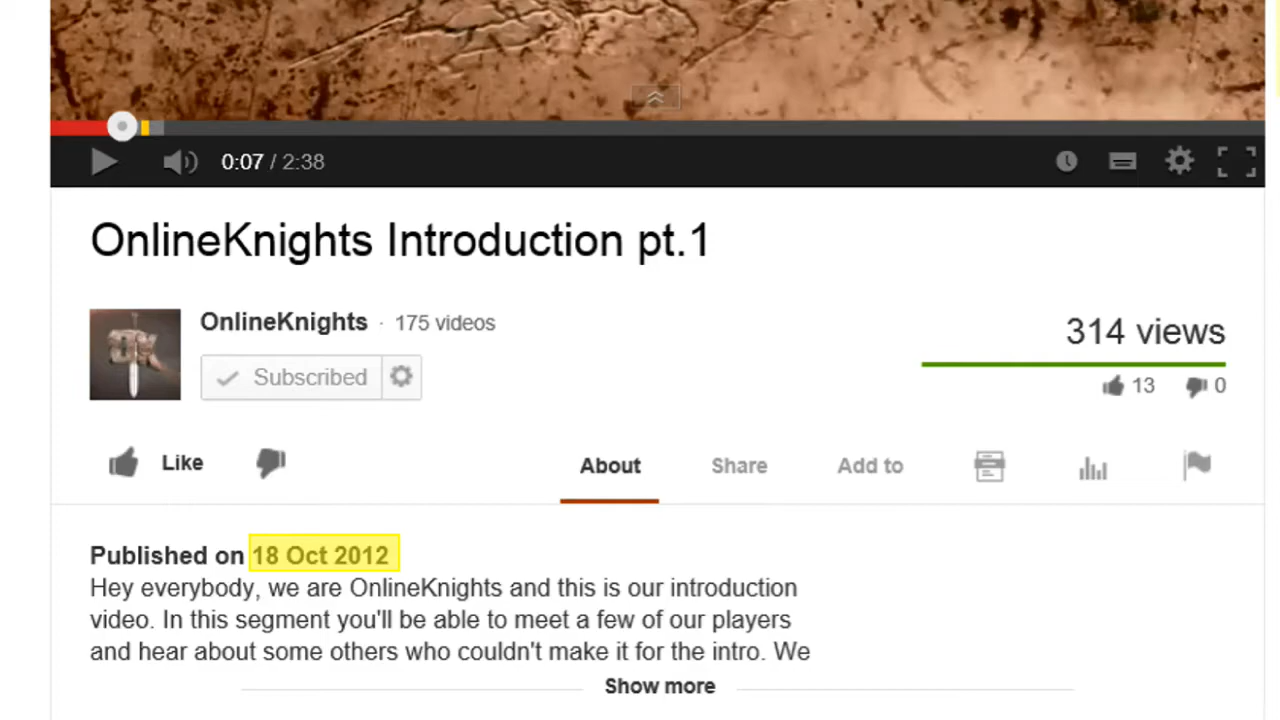 0:07 / 2:38
OnlineKnights Introduction pt.1
OnlineKnights · 175 videos
314 views
Subscribed
13 0
Like
About Share Add to
Published on 18 Oct 2012
Hey everybody, we are OnlineKnights and this is our introduction
video. In this segment you'll be able to meet a few of our players
and hear about some others who couldn't make it for the intro. We
Show more